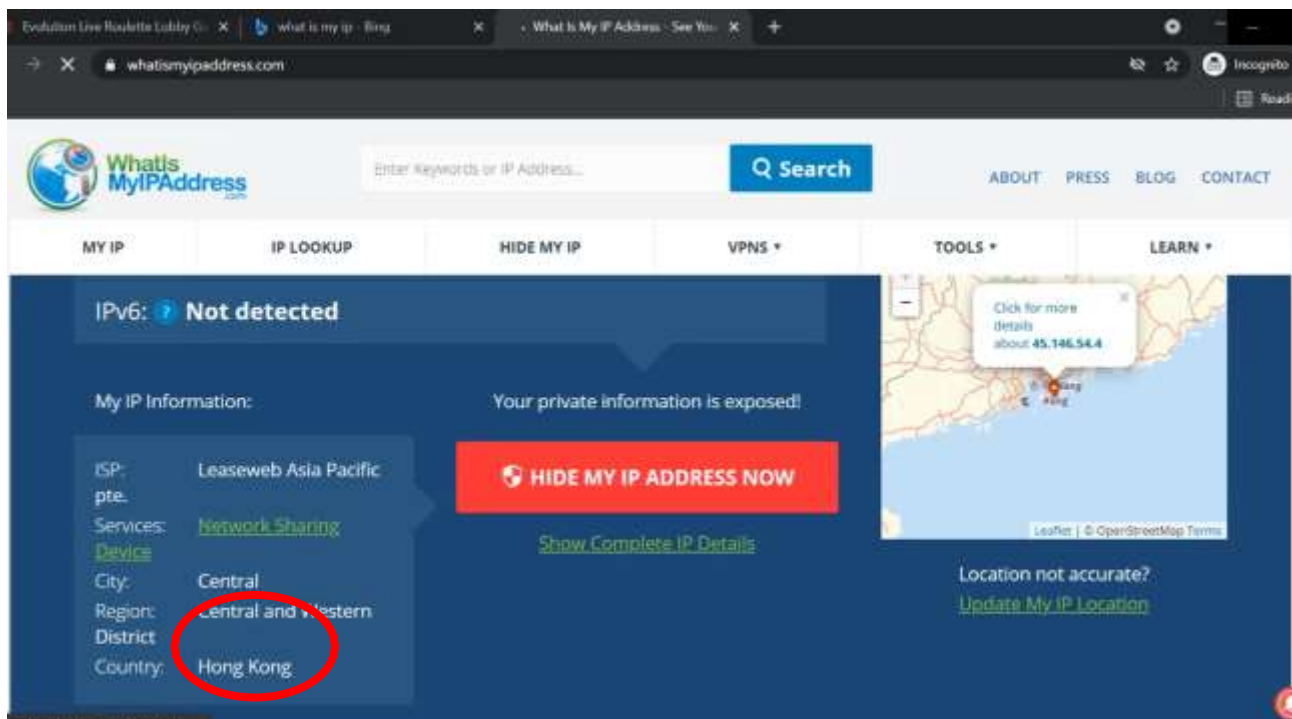 Evolution Live Roulette Lobby G
what is my ip - Bing
What Is My IP Address - See You
whatismyipaddress.com
Incognito
Readi
WhatIs
MyIPAddress
.com
Enter Keywords or IP Address...
Search
ABOUT PRESS BLOG CONTACT
MY IP IP LOOKUP HIDE MY IP VPNS TOOLS LEARN
IPv6: ? Not detected
Click for more
details
about 45.146.54.4
My IP Information:
Your private information is exposed!
ISP: Leaseweb Asia Pacific
pte.
HIDE MY IP ADDRESS NOW
Services: Network Sharing
Device
Show Complete IP Details
Leaflet | © OpenStreetMap Terms
City: Central
Region: Central and Western
District
Country: Hong Kong
Location not accurate?
Update My IP Location